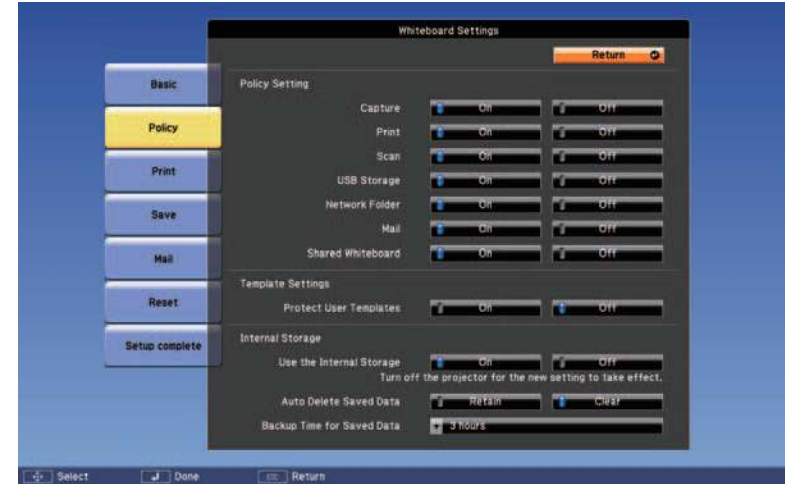 Whiteboard Settings
Return
Basic
Policy
Print
Save
Mail
Reset
Setup complete
Policy Setting
Capture On Off
Print On Off
Scan On Off
USB Storage On Off
Network Folder On Off
Mail On Off
Shared Whiteboard On Off
Template Settings
Protect User Templates On Off
Internal Storage
Use the Internal Storage On Off
Turn off the projector for the new setting to take effect.
Auto Delete Saved Data Retain Clear
Backup Time for Saved Data 3 hours
Select Done Esc Return